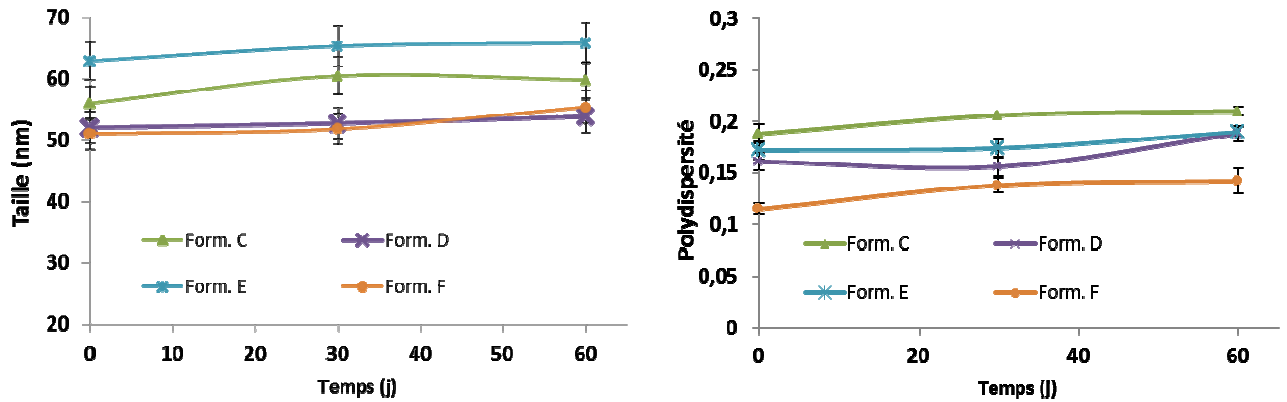 70
60
50
40
30
20
Taille (nm)
Form. C
Form. D
Form. E
Form. F
0 10 20 30 40 50 60
Temps (j)
0,3
0,25
0,2
0,15
0,1
0,05
0
Polydispersité
Form. C
Form. D
Form. E
Form. F
0 20 40 60
Temps (J)